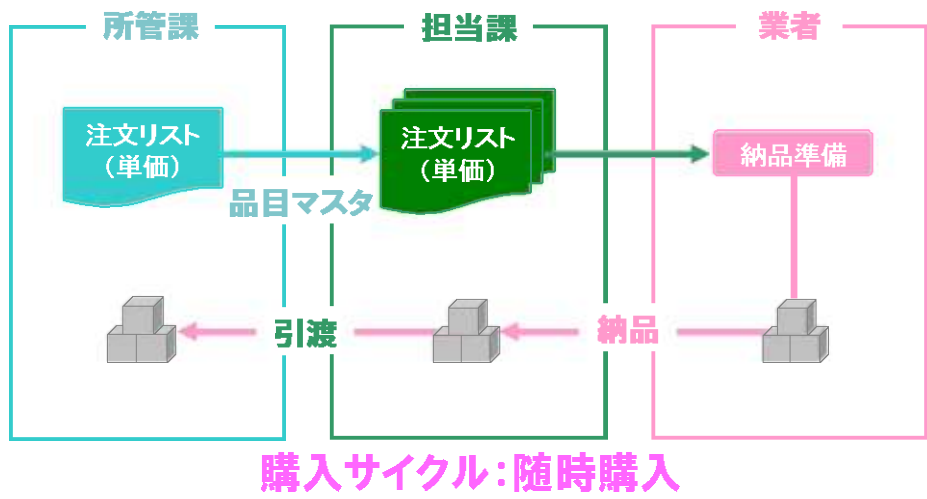 所管課
担当課
業者
注文リスト
(単価)
注文リスト
(単価)
納品準備
品目マスタ
引渡
納品
購入サイクル:随時購入